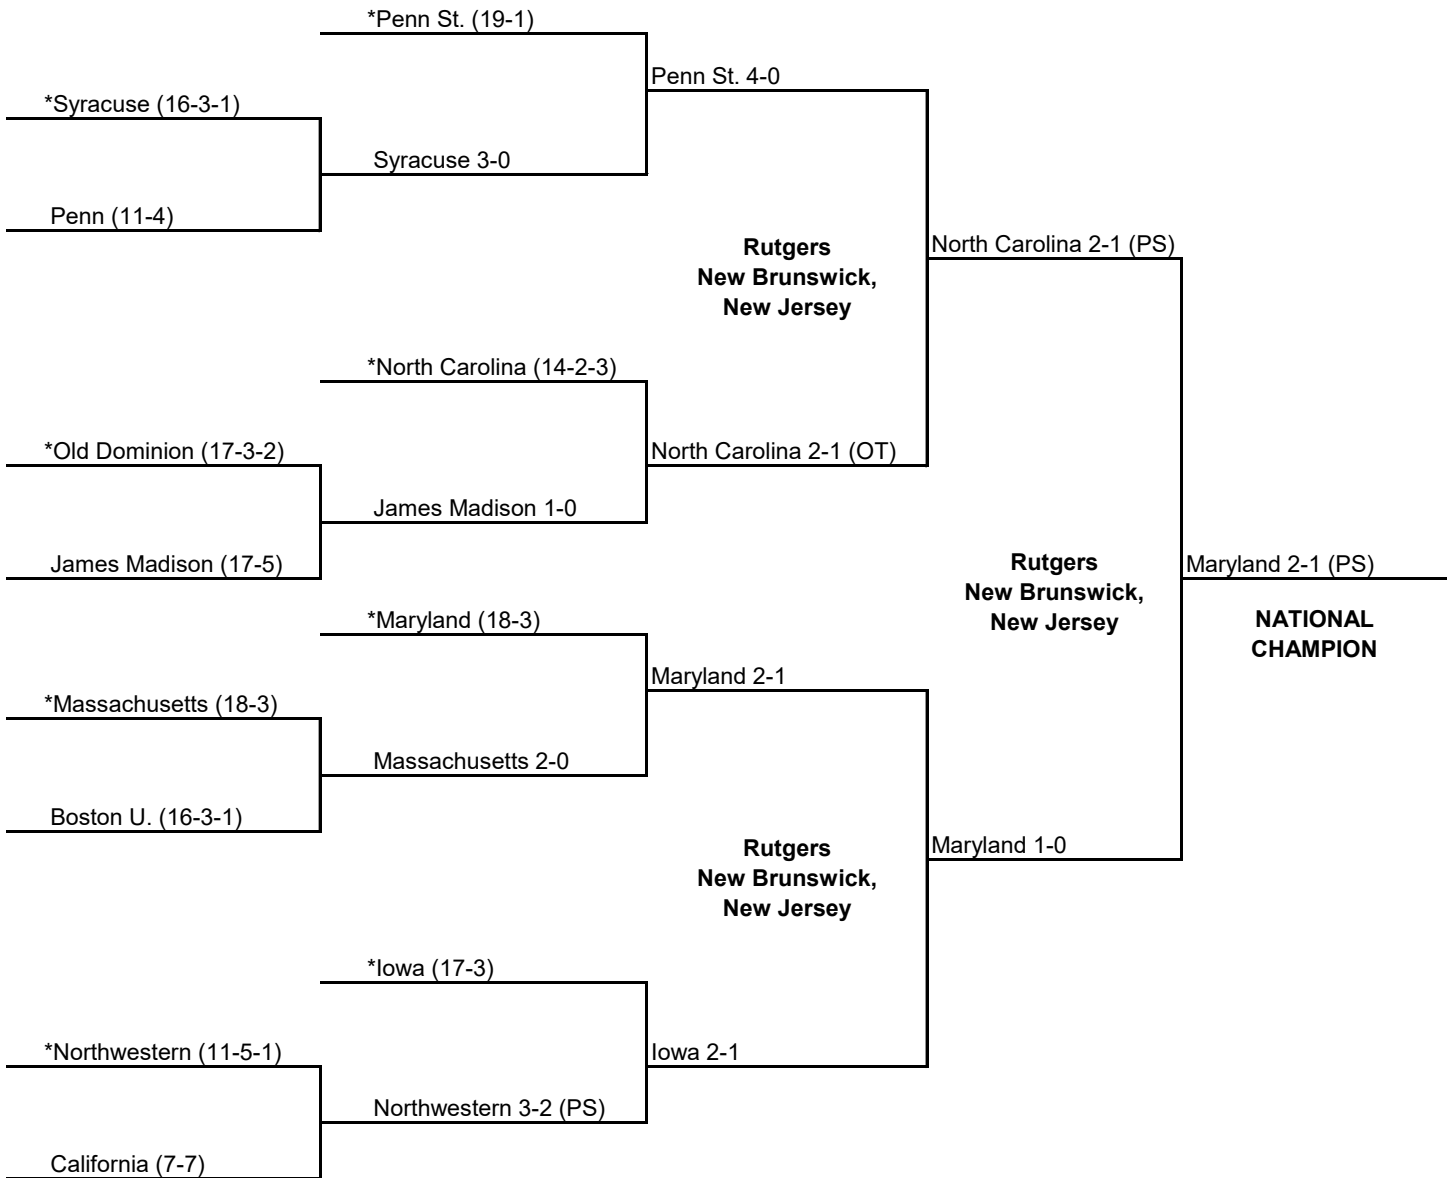 *Penn St. (19-1)
Penn St. 4-0
*Syracuse (16-3-1)
Syracuse 3-0
Penn (11-4)
Rutgers
New Brunswick,
New Jersey
North Carolina 2-1 (PS)
*North Carolina (14-2-3)
*Old Dominion (17-3-2)
North Carolina 2-1 (OT)
James Madison 1-0
James Madison (17-5)
Rutgers
New Brunswick,
New Jersey
Maryland 2-1 (PS)
NATIONAL
CHAMPION
*Maryland (18-3)
Maryland 2-1
*Massachusetts (18-3)
Massachusetts 2-0
Boston U. (16-3-1)
Rutgers
New Brunswick,
New Jersey
Maryland 1-0
*Iowa (17-3)
*Northwestern (11-5-1)
Iowa 2-1
Northwestern 3-2 (PS)
California (7-7)